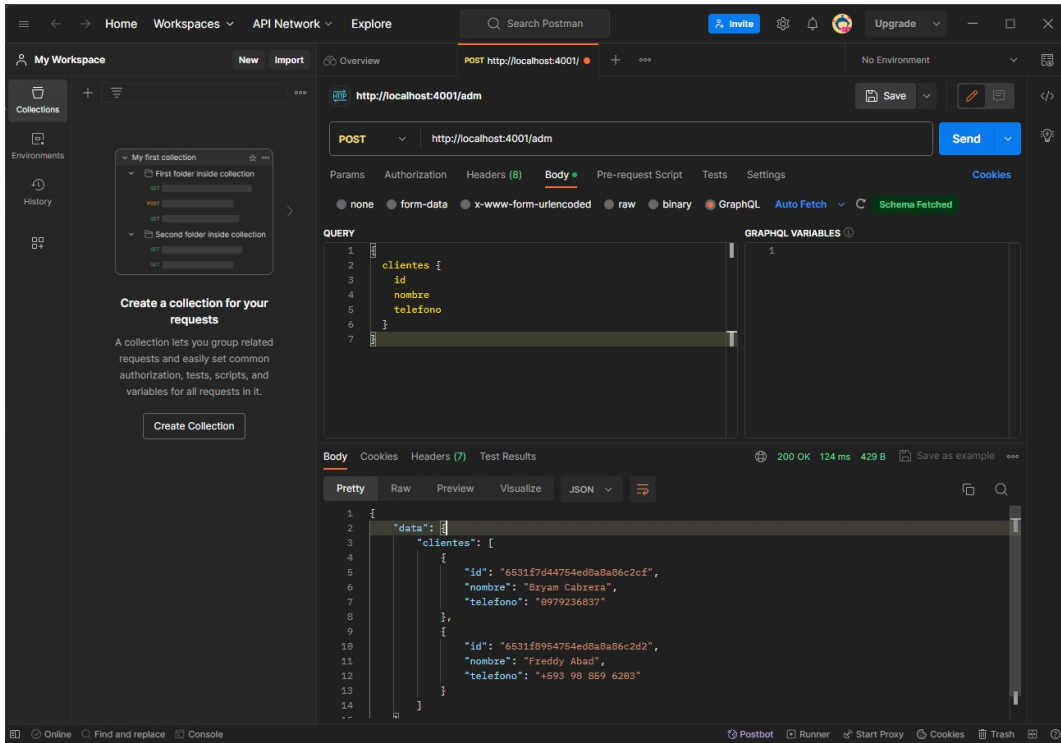 Home Workspaces API Network Explore Search Postman Invite Upgrade
My Workspace New Import Overview POST http://localhost:4001/ No Environment
Collections
Environments
History
HTTP http://localhost:4001/adm Save
POST http://localhost:4001/adm Send
Params Authorization Headers (8) Body Pre-request Script Tests Settings Cookies
none form-data x-www-form-urlencoded raw binary GraphQL Auto Fetch Schema Fetched
My first collection
First folder inside collection
GET
POST
GET
Second folder inside collection
GET
GET
Create a collection for your
requests
A collection lets you group related
requests and easily set common
authorization, tests, scripts, and
variables for all requests in it.
Create Collection
QUERY
1 {
2 clientes {
3 id
4 nombre
5 telefono
6 }
7 }
GRAPHQL VARIABLES
1
Body Cookies Headers (7) Test Results 200 OK 124 ms 429 B Save as example
Pretty Raw Preview Visualize JSON
1 {
2 "data": {
3 "clientes": [
4 {
5 "id": "6531f7d44754ed8a8a86c2cf",
6 "nombre": "Bryam Cabrera",
7 "telefono": "0979236837"
8 },
9 {
10 "id": "6531f8954754ed8a8a86c2d2",
11 "nombre": "Freddy Abad",
12 "telefono": "+593 98 859 6203"
13 }
14 ]
Online Find and replace Console Postbot Runner Start Proxy Cookies Trash